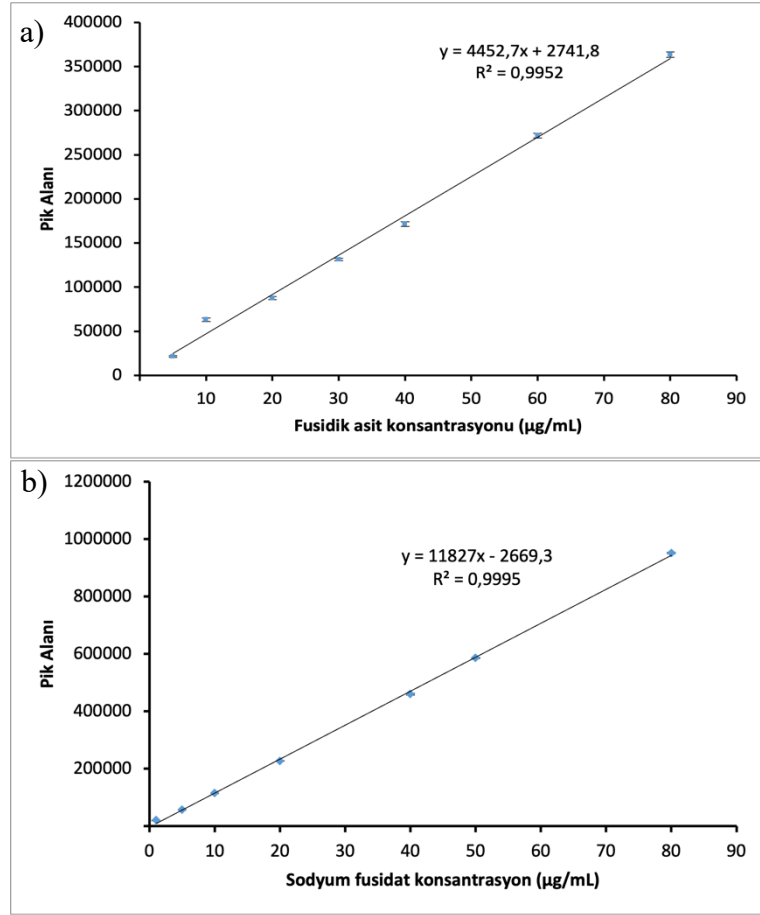 a)
y = 4452,7x + 2741,8
R² = 0,9952
400000
350000
300000
250000
200000
150000
100000
50000
0
Pik Alanı
10 20 30 40 50 60 70 80 90
Fusidik asit konsantrasyonu (µg/mL)
b)
y = 11827x - 2669,3
R² = 0,9995
1200000
1000000
800000
600000
400000
200000
Pik Alanı
0 10 20 30 40 50 60 70 80 90
Sodyum fusidat konsantrasyon (µg/mL)